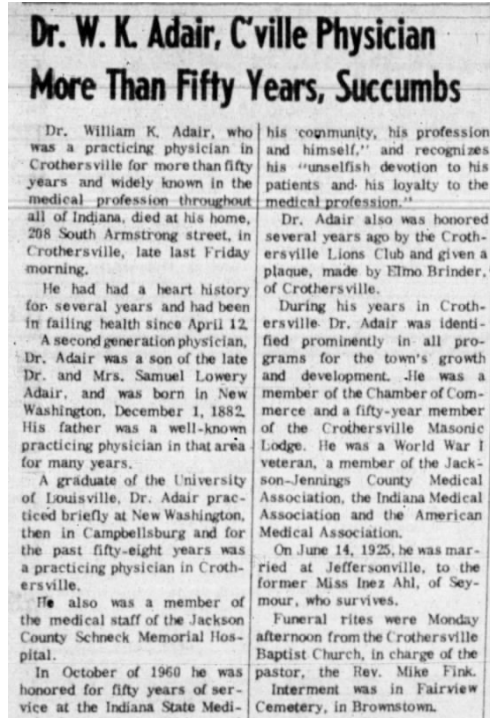 Dr. W. K. Adair, C'ville Physician
More Than Fifty Years, Succumbs
Dr. William K. Adair, who
was a practicing physician in
Crothersville for more than fifty
years and widely known in the
medical profession throughout
all of Indiana, died at his home,
208 South Armstrong street, in
Crothersville, late last Friday
morning.
He had had a heart history
for several years and had been
in failing health since April 12.
A second generation physician,
Dr. Adair was a son of the late
Dr. and Mrs. Samuel Lowery
Adair, and was born in New
Washington, December 1, 1882.
His father was a well-known
practicing physician in that area
for many years.
A graduate of the University
of Louisville, Dr. Adair prac-
ticed briefly at New Washington,
then in Campbellsburg and for
the past fifty-eight years was
a practicing physician in Croth-
ersville.
He also was a member of
the medical staff of the Jackson
County Schneck Memorial Hos-
pital.
In October of 1960 he was
honored for fifty years of ser-
vice at the Indiana State Medi-
his community, his profession
and himself," and recognizes
his "unselfish devotion to his
patients and his loyalty to the
medical profession."
Dr. Adair also was honored
several years ago by the Croth-
ersville Lions Club and given a
plaque, made by Elmo Brinder,
of Crothersville.
During his years in Croth-
ersville Dr. Adair was identi-
fied prominently in all pro-
grams for the town's growth
and development. He was a
member of the Chamber of Com-
merce and a fifty-year member
of the Crothersville Masonic
Lodge. He was a World War I
veteran, a member of the Jack-
son-Jennings County Medical
Association, the Indiana Medical
Association and the American
Medical Association.
On June 14, 1925, he was mar-
ried at Jeffersonville, to the
former Miss Inez Ahl, of Sey-
mour, who survives.
Funeral rites were Monday
afternoon from the Crothersville
Baptist Church, in charge of the
pastor, the Rev. Mike Fink.
Interment was in Fairview
Cemetery, in Brownstown.